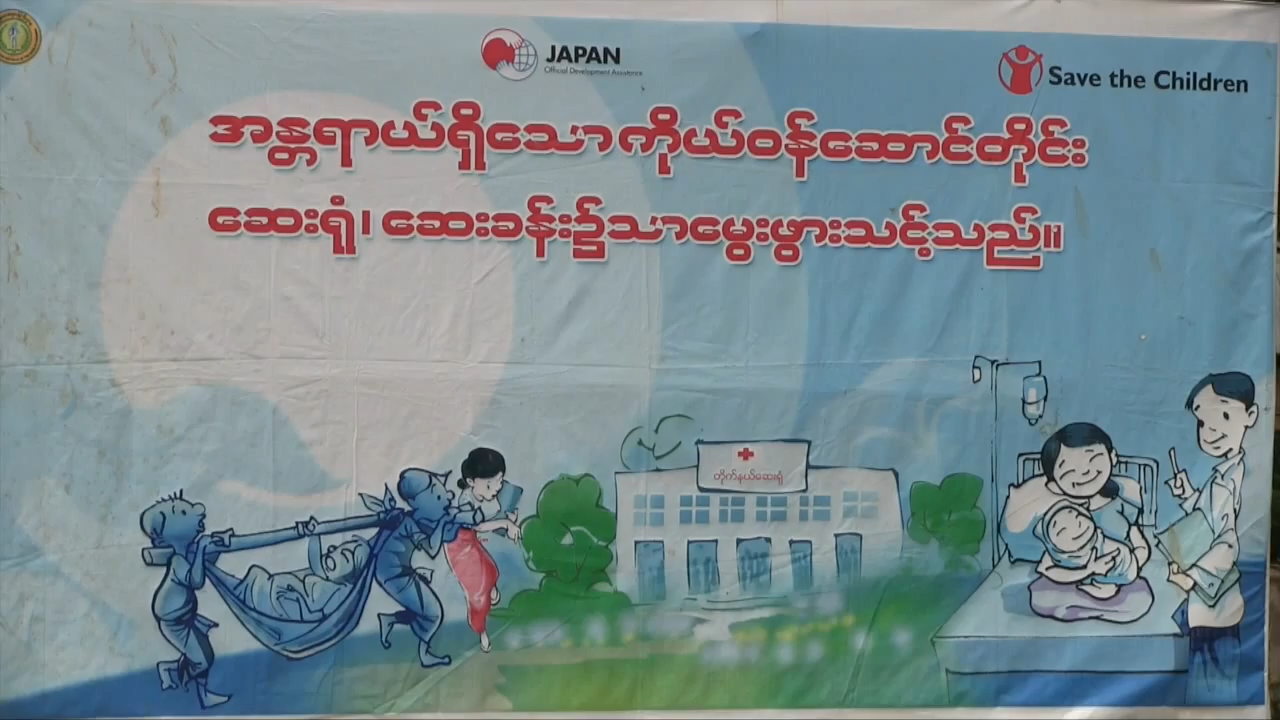 JAPAN
Official Development Assistance
Save the Children
အန္တရာယ်ရှိသောကိုယ်ဝန်ဆောင်တိုင်း
ဆေးရုံ၊ ဆေးခန်း၌သားမွေးဖွားသင့်သည်။
တိုက်နယ်ဆေးရုံ